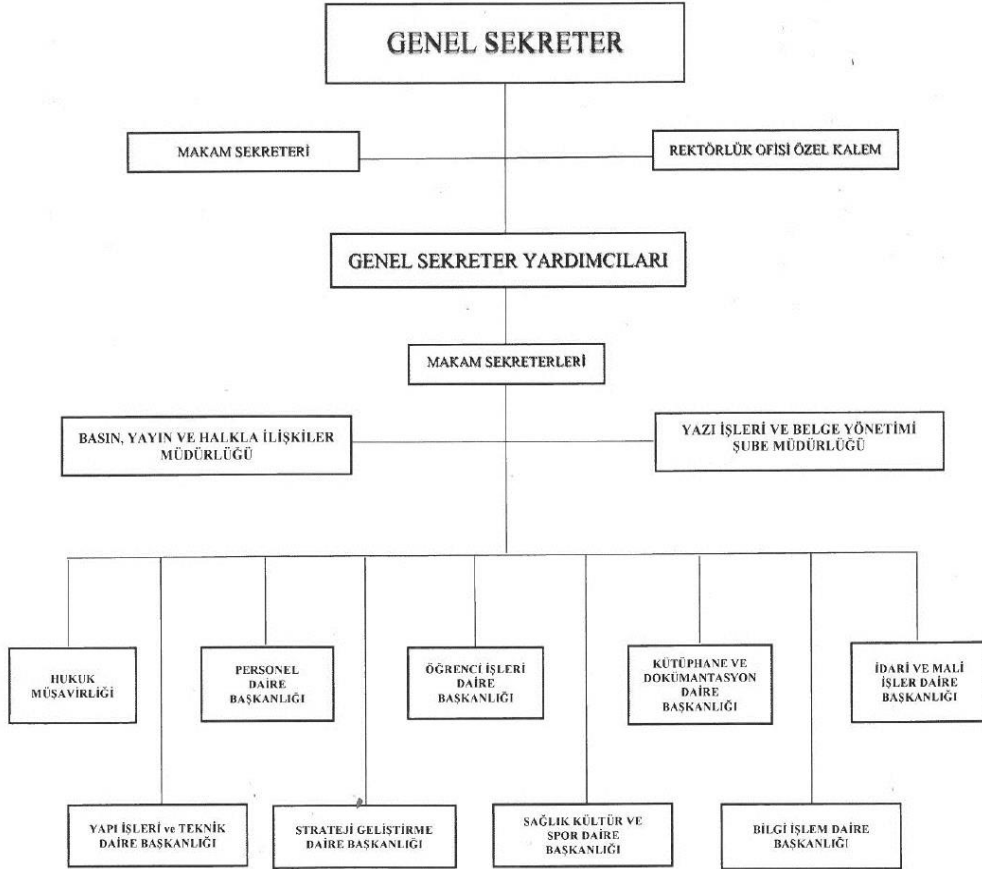 GENEL SEKRETER
MAKAM SEKRETERİ
REKTÖRLÜK OFİSİ ÖZEL KALEM
GENEL SEKRETER YARDIMCILARI
MAKAM SEKRETERLERİ
BASIN, YAYIN VE HALKLA İLİŞKİLER
MÜDÜRLÜĞÜ
YAZI İŞLERİ VE BELGE YÖNETİMİ
ŞUBE MÜDÜRLÜĞÜ
HUKUK
MÜŞAVİRLİĞİ
PERSONEL
DAİRE
BAŞKANLIĞI
ÖĞRENCİ İŞLERİ
DAİRE
BAŞKANLIĞI
KÜTÜPHANE VE
DOKÜMANTASYON
DAİRE
BAŞKANLIĞI
İDARİ VE MALİ
İŞLER DAİRE
BAŞKANLIĞI
YAPI İŞLERİ ve TEKNİK
DAİRE BAŞKANLIĞI
STRATEJİ GELİŞTİRME
DAİRE BAŞKANLIĞI
SAĞLIK KÜLTÜR VE
SPOR DAİRE
BAŞKANLIĞI
BİLGİ İŞLEM DAİRE
BAŞKANLIĞI